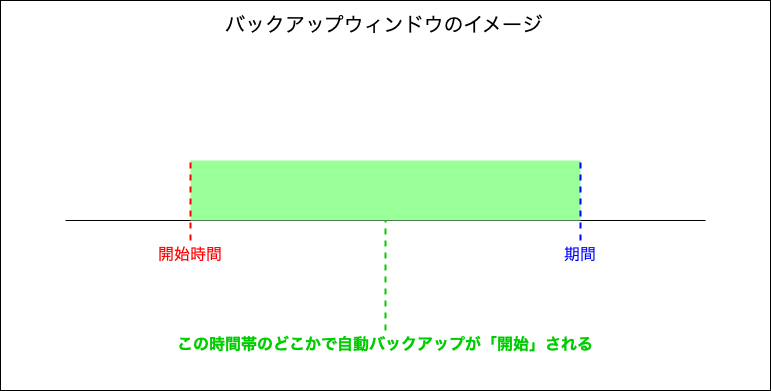 バックアップウィンドウのイメージ
開始時間
期間
この時間帯のどこかで自動バックアップが「開始」される